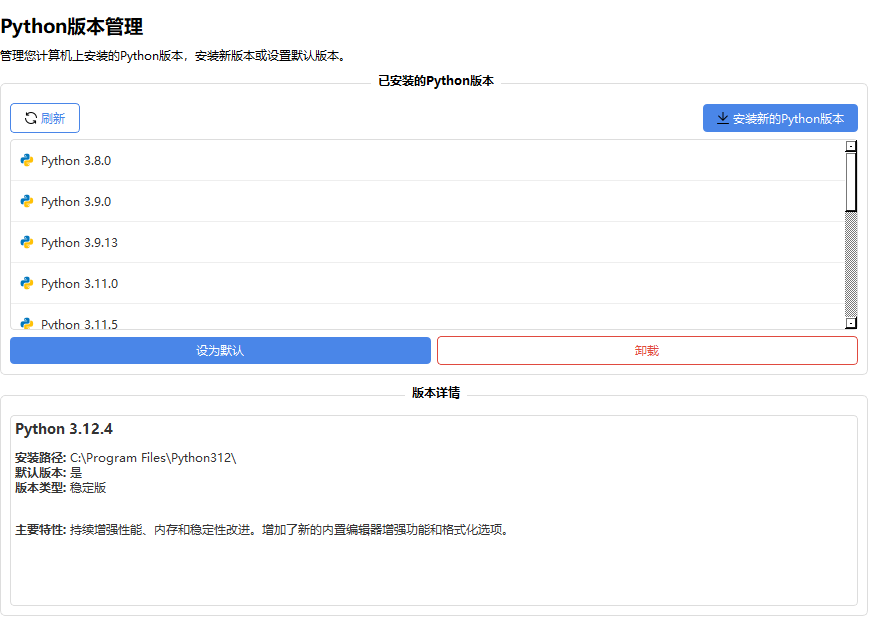 Python版本管理
管理您计算机上安装的Python版本，安装新版本或设置默认版本。
已安装的Python版本
刷新
安装新的Python版本
Python 3.8.0
Python 3.9.0
Python 3.9.13
Python 3.11.0
Python 3.11.5
设为默认
卸载
版本详情
Python 3.12.4
安装路径: C:\Program Files\Python312\
默认版本: 是
版本类型: 稳定版
主要特性: 持续增强性能、内存和稳定性改进。增加了新的内置编辑器增强功能和格式化选项。